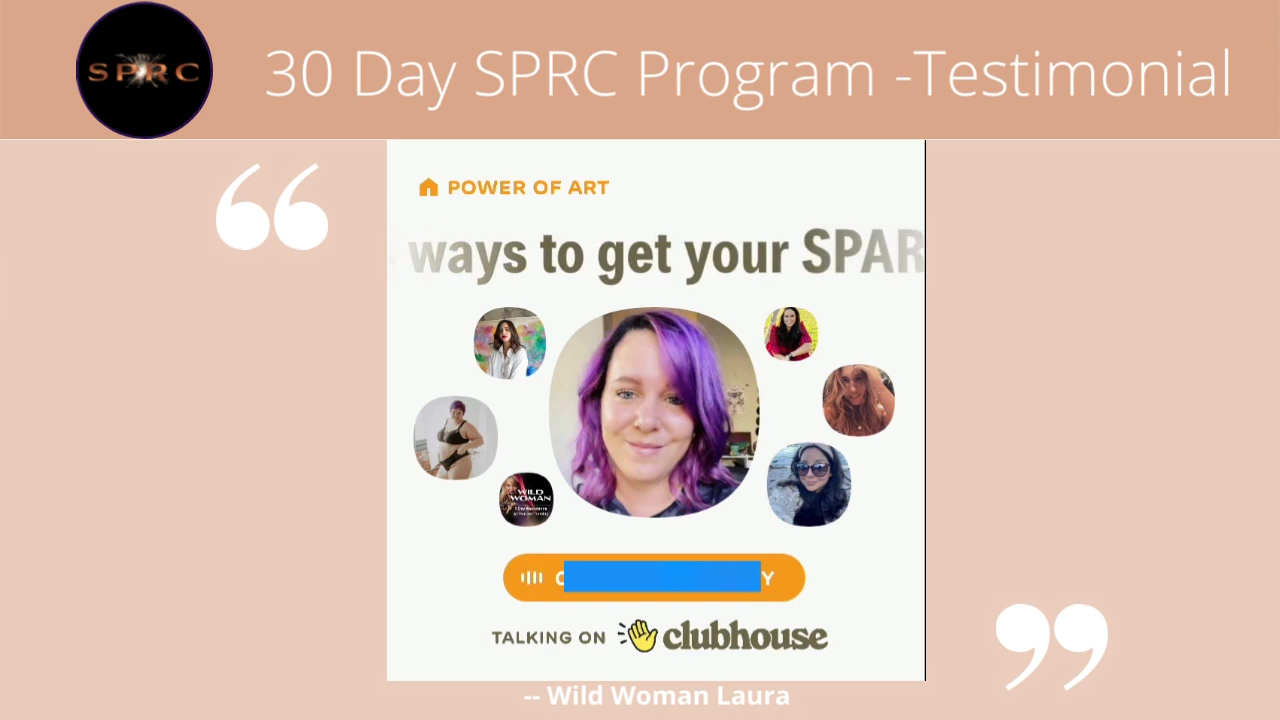 SPRC
30 Day SPRC Program -Testimonial
“
POWER OF ART
ways to get your SPAR
WILD
WOMAN
C Y
TALKING ON clubhouse
”
-- Wild Woman Laura